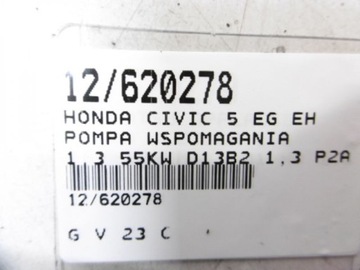 12/620278
HONDA CIVIC 5 EG EH
POMPA WSPOMAGANIA
1.3 55KW D13B2 1,3 P2A
12/620278
G V 23 C